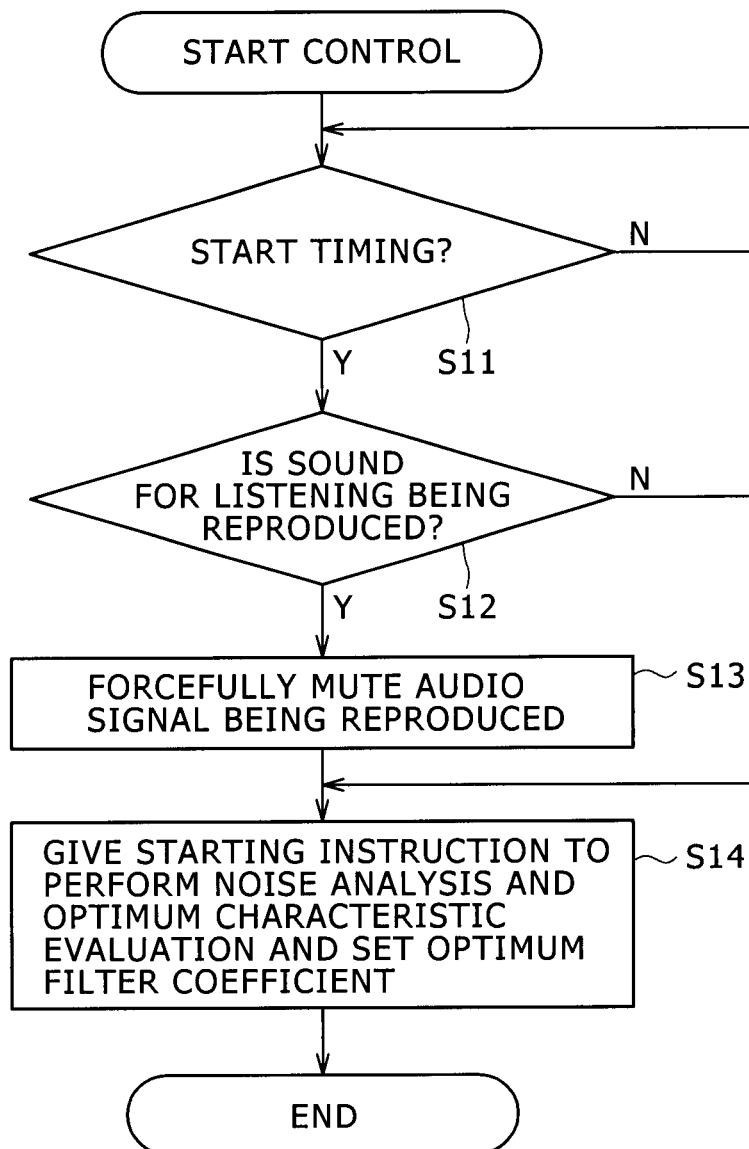 START CONTROL
START TIMING?
N
S11
Y
IS SOUND
FOR LISTENING BEING
REPRODUCED?
N
S12
Y
FORCEFULLY MUTE AUDIO
SIGNAL BEING REPRODUCED
S13
GIVE STARTING INSTRUCTION TO
PERFORM NOISE ANALYSIS AND
OPTIMUM CHARACTERISTIC
EVALUATION AND SET OPTIMUM
FILTER COEFFICIENT
S14
END